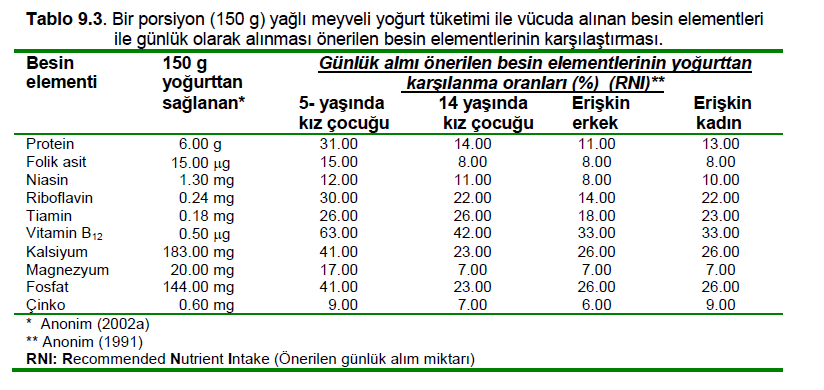 Tablo 9.3. Bir porsiyon (150 g) yağlı meyveli yoğurt tüketimi ile vücuda alınan besin elementleri
ile günlük olarak alınması önerilen besin elementlerinin karşılaştırması.
Besin elementi 150 g yoğurttan sağlanan* Günlük almı önerilen besin elementlerinin yoğurttan
karşılanma oranları (%) (RNI)**
5- yaşında kız çocuğu 14 yaşında kız çocuğu Erişkin erkek Erişkin kadın
Protein 6.00 g 31.00 14.00 11.00 13.00
Folik asit 15.00 µg 15.00 8.00 8.00 8.00
Niasin 1.30 mg 12.00 11.00 8.00 10.00
Riboflavin 0.24 mg 30.00 22.00 14.00 22.00
Tiamin 0.18 mg 26.00 26.00 18.00 23.00
Vitamin B12 0.50 µg 63.00 42.00 33.00 33.00
Kalsiyum 183.00 mg 41.00 23.00 26.00 26.00
Magnezyum 20.00 mg 17.00 7.00 7.00 7.00
Fosfat 144.00 mg 41.00 23.00 26.00 26.00
Çinko 0.60 mg 9.00 7.00 6.00 9.00
* Anonim (2002a)
** Anonim (1991)
RNI: Recommended Nutrient Intake (Önerilen günlük alım miktarı)